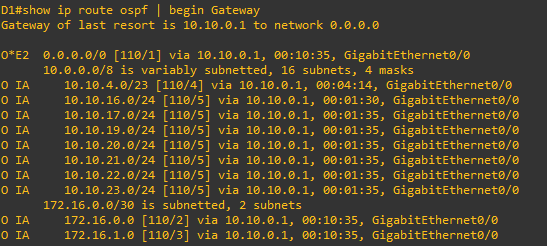 D1#show ip route ospf | begin Gateway
Gateway of last resort is 10.10.0.1 to network 0.0.0.0
O*E2  0.0.0.0/0 [110/1] via 10.10.0.1, 00:10:35, GigabitEthernet0/0
10.0.0.0/8 is variably subnetted, 16 subnets, 4 masks
O IA     10.10.4.0/23 [110/4] via 10.10.0.1, 00:04:14, GigabitEthernet0/0
O IA     10.10.16.0/24 [110/5] via 10.10.0.1, 00:01:30, GigabitEthernet0/0
O IA     10.10.17.0/24 [110/5] via 10.10.0.1, 00:01:35, GigabitEthernet0/0
O IA     10.10.19.0/24 [110/5] via 10.10.0.1, 00:01:35, GigabitEthernet0/0
O IA     10.10.20.0/24 [110/5] via 10.10.0.1, 00:01:35, GigabitEthernet0/0
O IA     10.10.21.0/24 [110/5] via 10.10.0.1, 00:01:35, GigabitEthernet0/0
O IA     10.10.22.0/24 [110/5] via 10.10.0.1, 00:01:35, GigabitEthernet0/0
O IA     10.10.23.0/24 [110/5] via 10.10.0.1, 00:01:35, GigabitEthernet0/0
172.16.0.0/30 is subnetted, 2 subnets
O IA     172.16.0.0 [110/2] via 10.10.0.1, 00:10:35, GigabitEthernet0/0
O IA     172.16.1.0 [110/3] via 10.10.0.1, 00:10:35, GigabitEthernet0/0